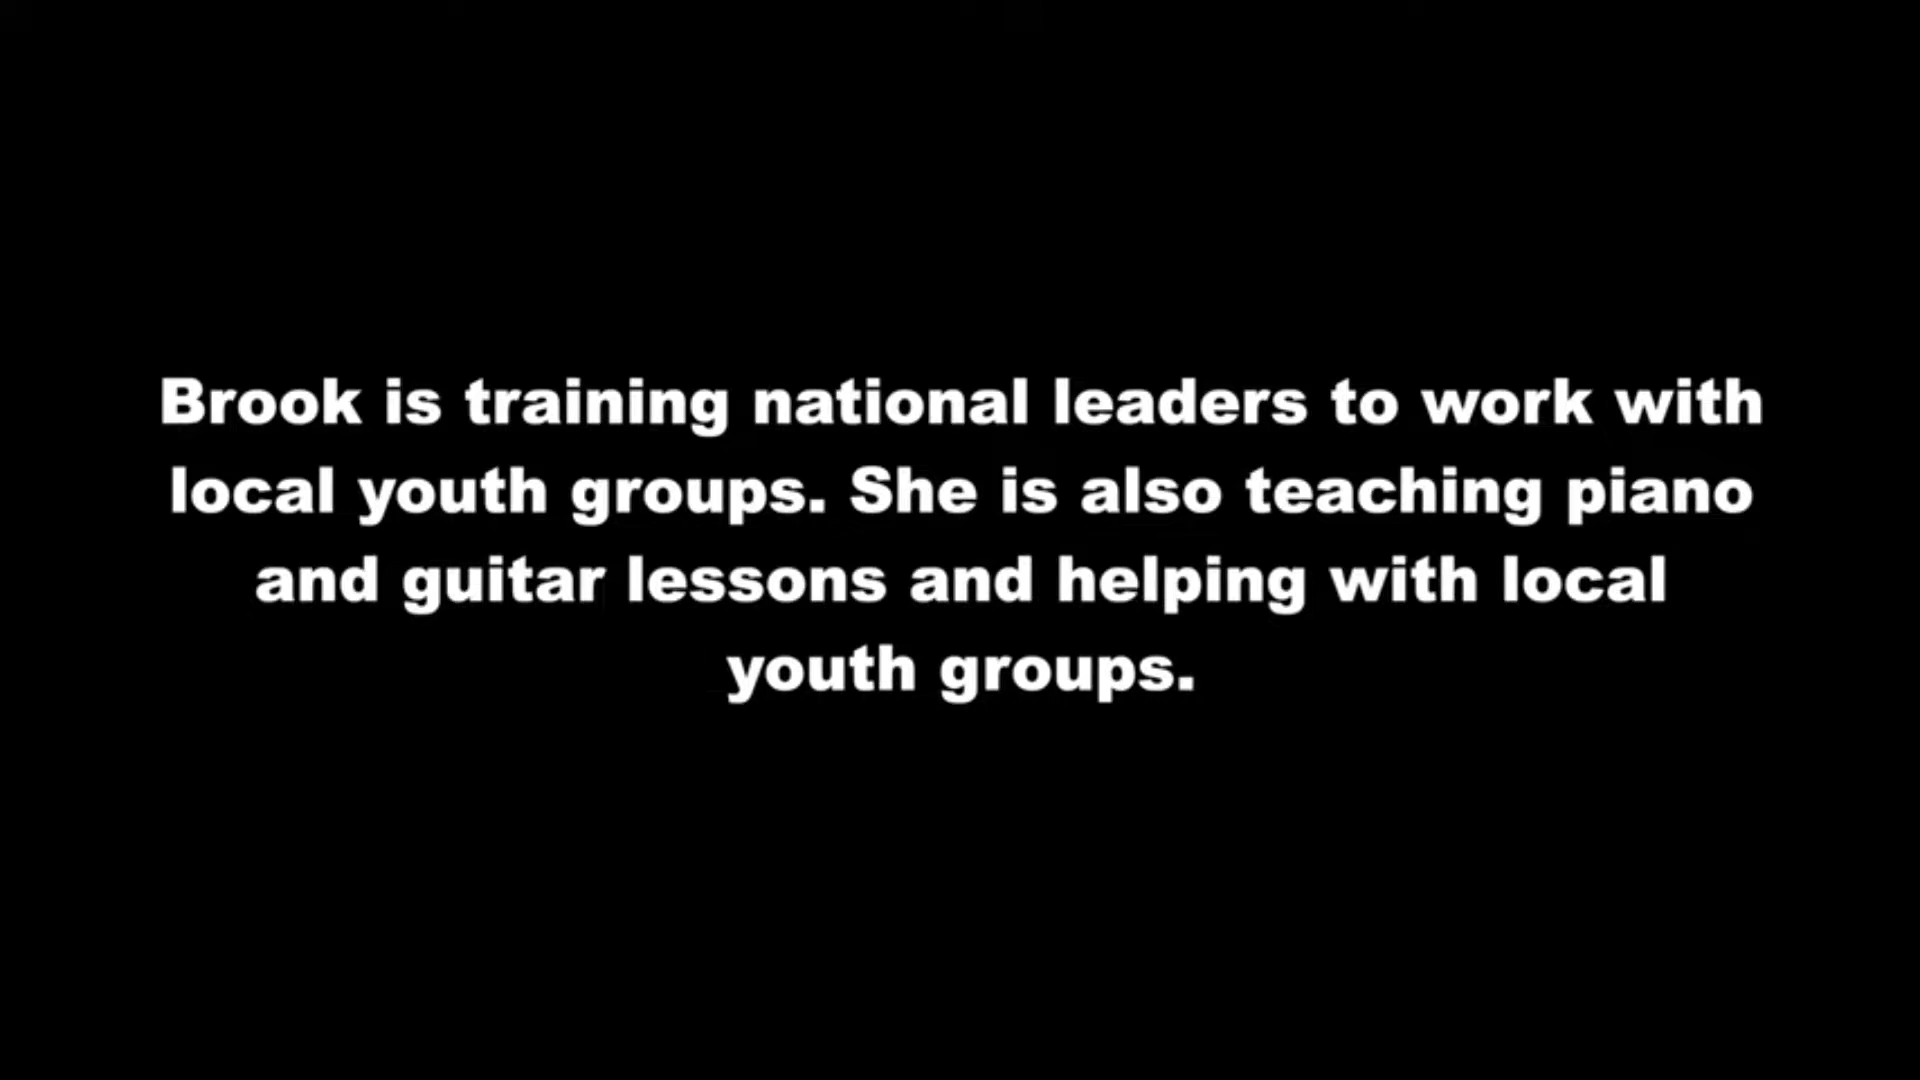 Brook is training national leaders to work with
local youth groups. She is also teaching piano
and guitar lessons and helping with local
youth groups.